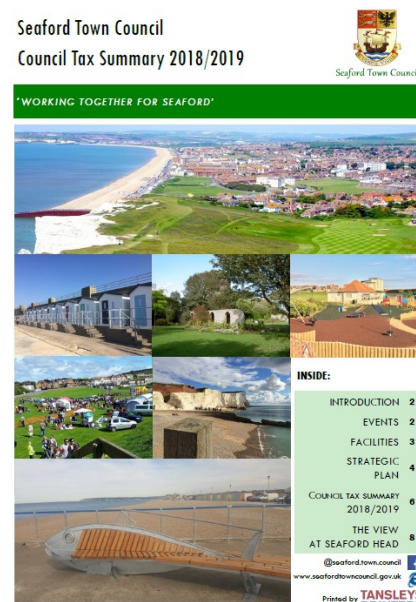 Seaford Town Council
Council Tax Summary 2018/2019
Seaford Town Council
'WORKING TOGETHER FOR SEAFORD'
INSIDE:
INTRODUCTION 2
EVENTS 2
FACILITIES 3
STRATEGIC
PLAN 4
COUNCIL TAX SUMMARY
2018/2019 6
THE VIEW
AT SEAFORD HEAD 8
@seaford.town.council
www.seafordtowncouncil.gov.uk
Printed by TANSLEY